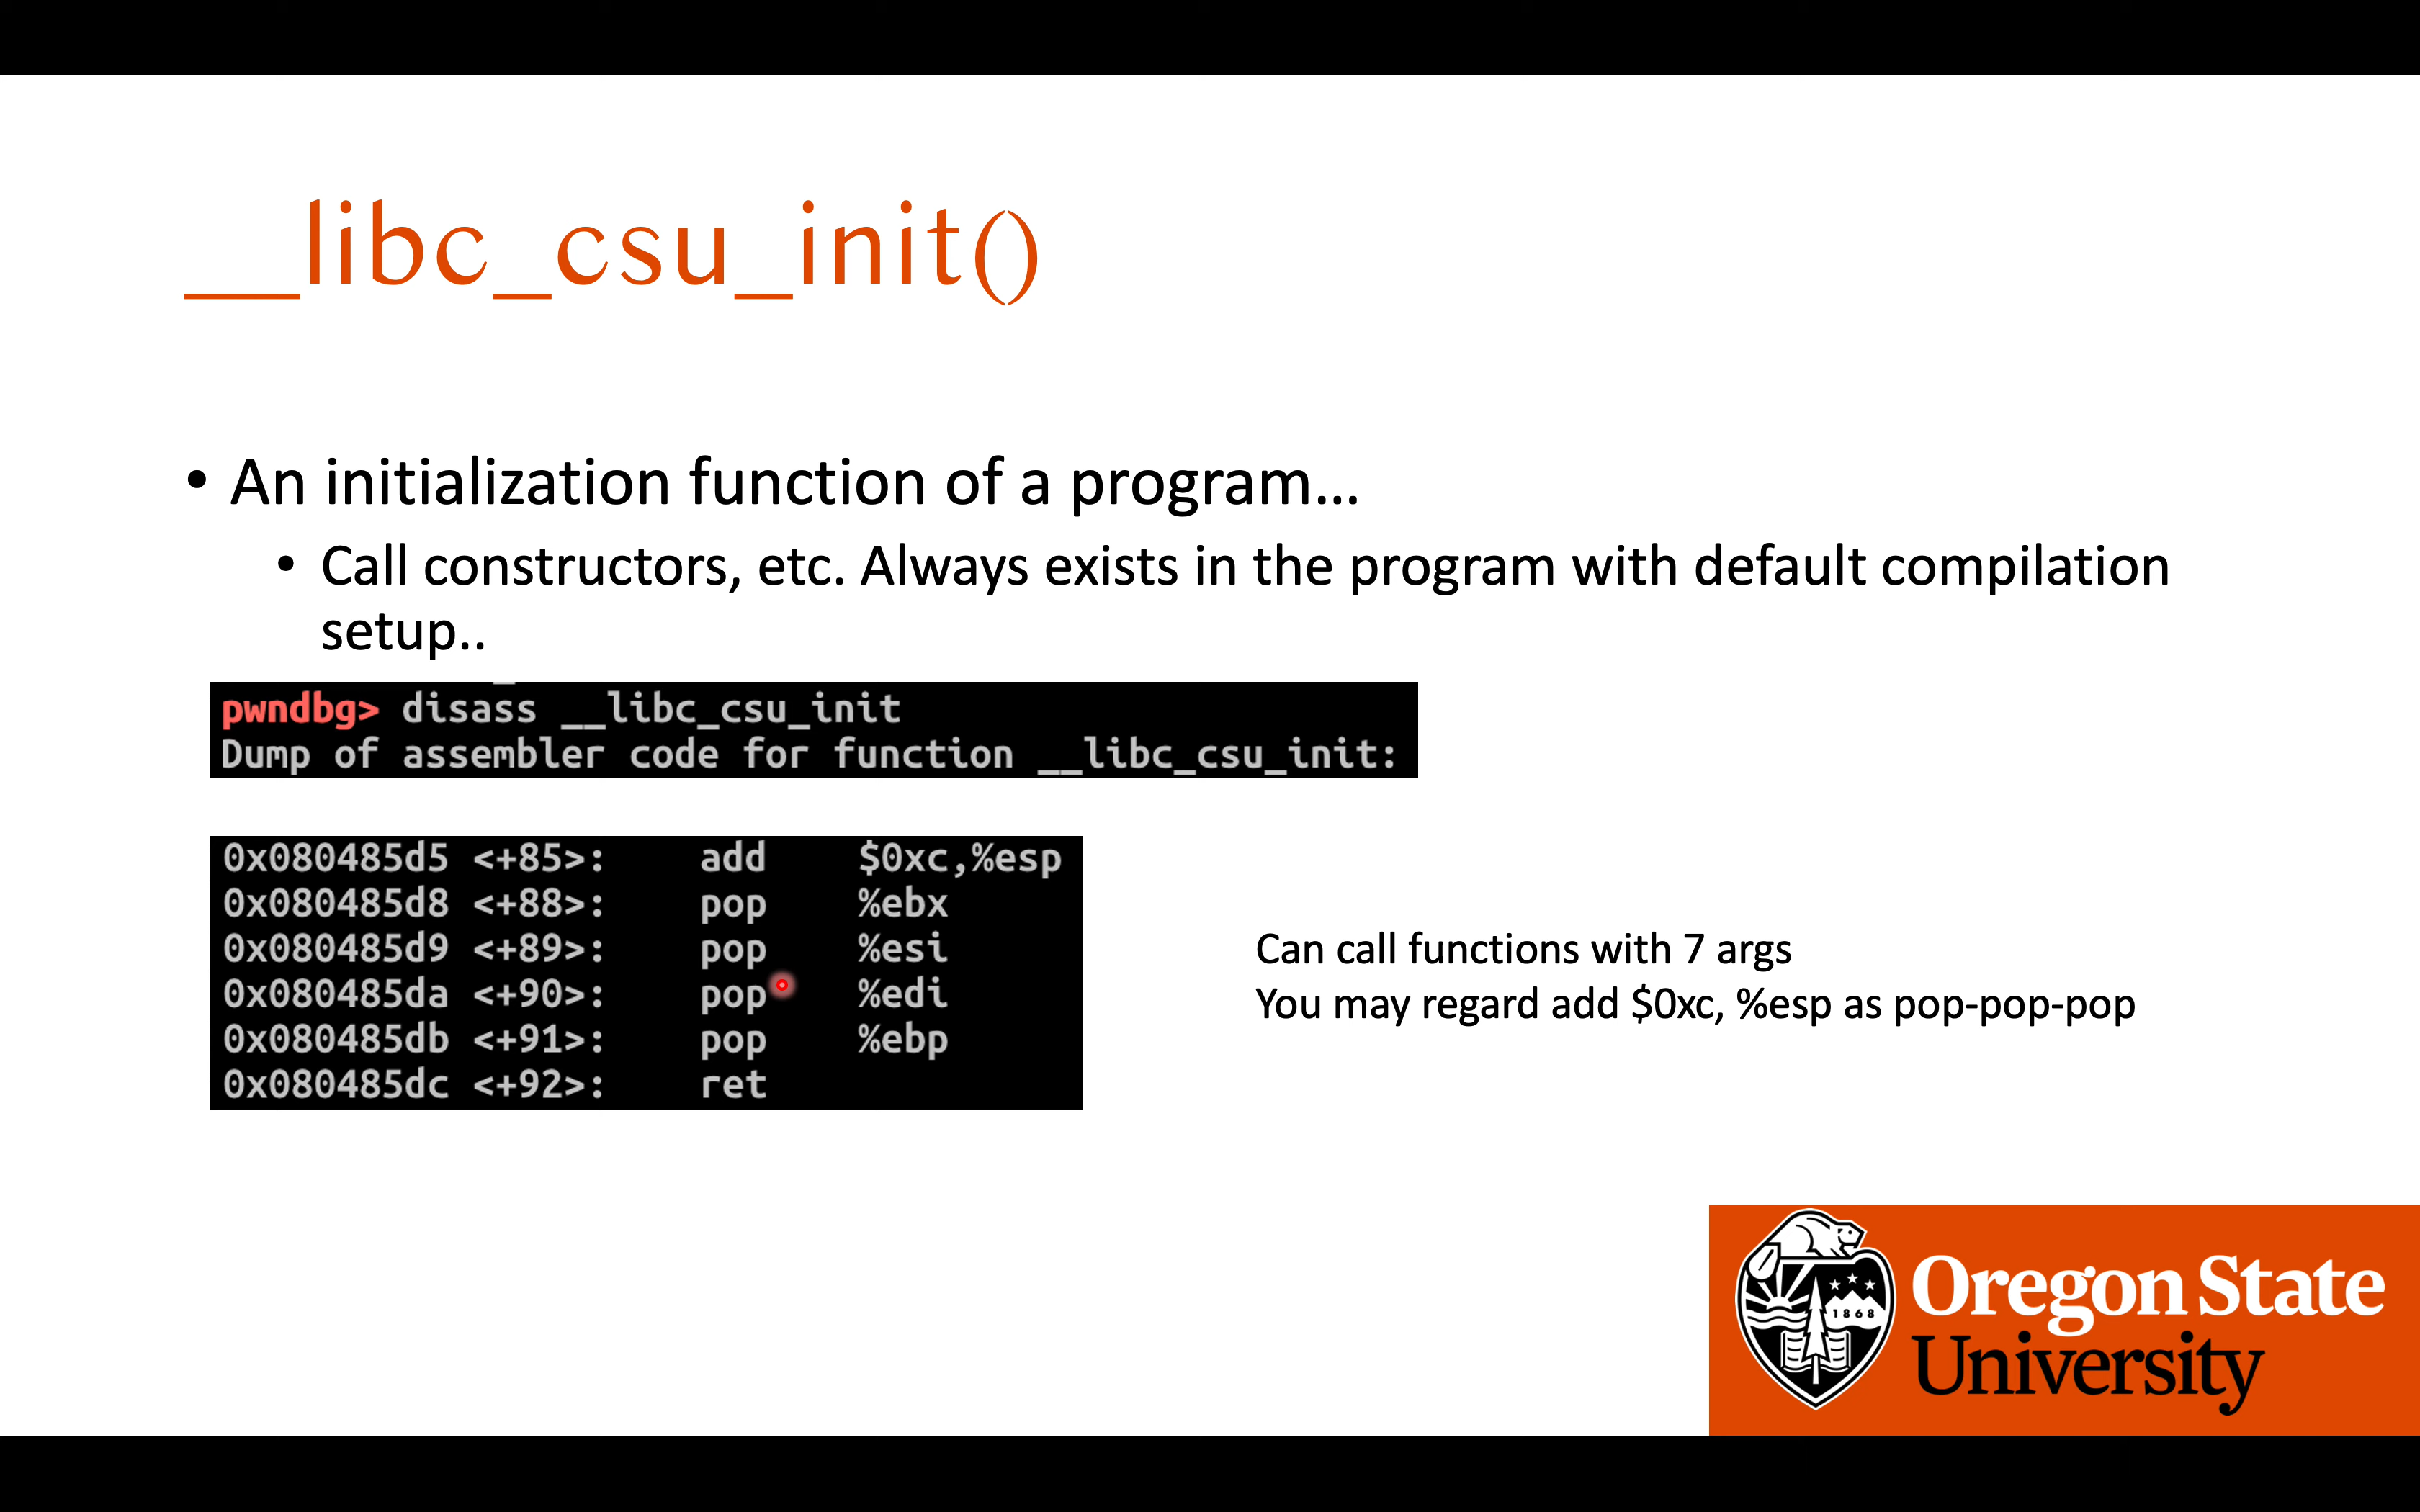 __libc_csu_init()
• An initialization function of a program...
• Call constructors, etc. Always exists in the program with default compilation
setup..
pwndbg> disass __libc_csu_init
Dump of assembler code for function __libc_csu_init:
0x080485d5 <+85>: add $0xc,%esp
0x080485d8 <+88>: pop %ebx
0x080485d9 <+89>: pop %esi
0x080485da <+90>: pop %edi
0x080485db <+91>: pop %ebp
0x080485dc <+92>: ret
Can call functions with 7 args
You may regard add $0xc, %esp as pop-pop-pop
1868
Oregon State
University